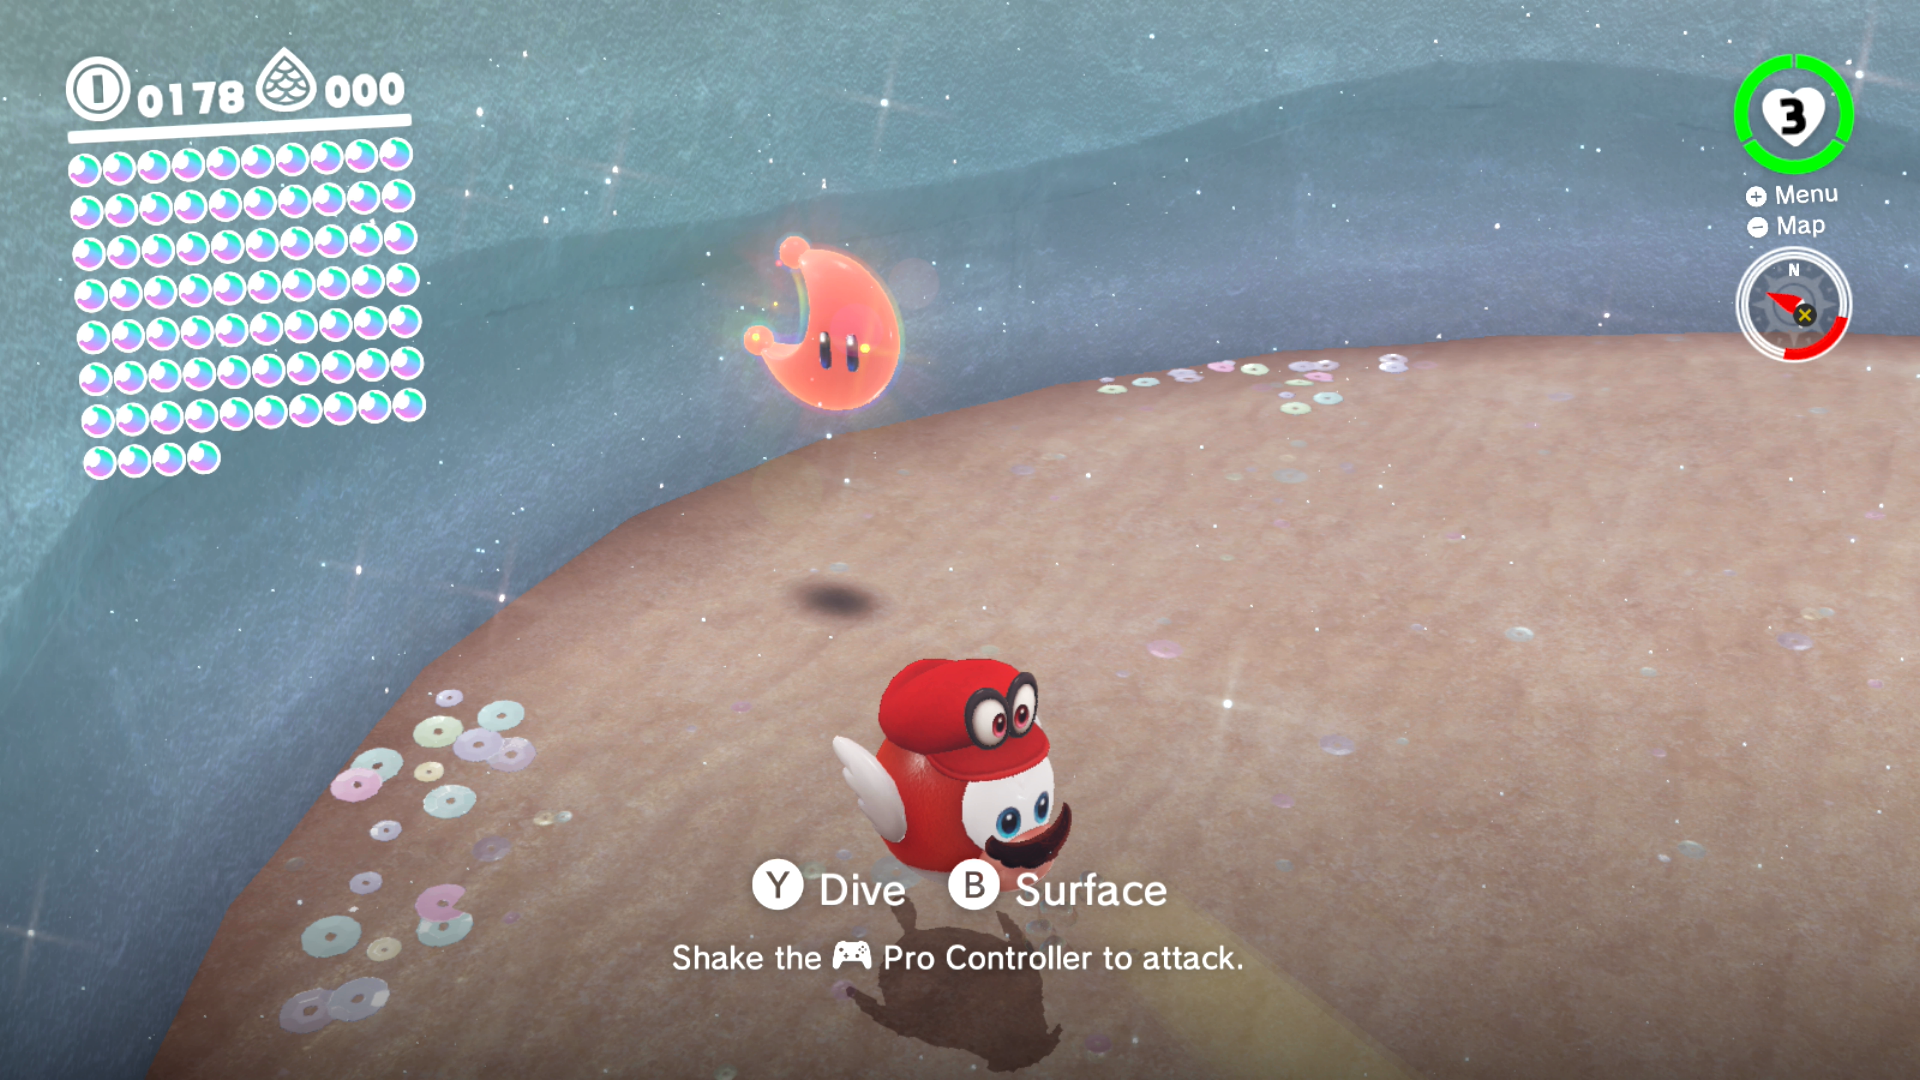 0178 000
3
+ Menu
- Map
N
Y Dive B Surface
Shake the Pro Controller to attack.